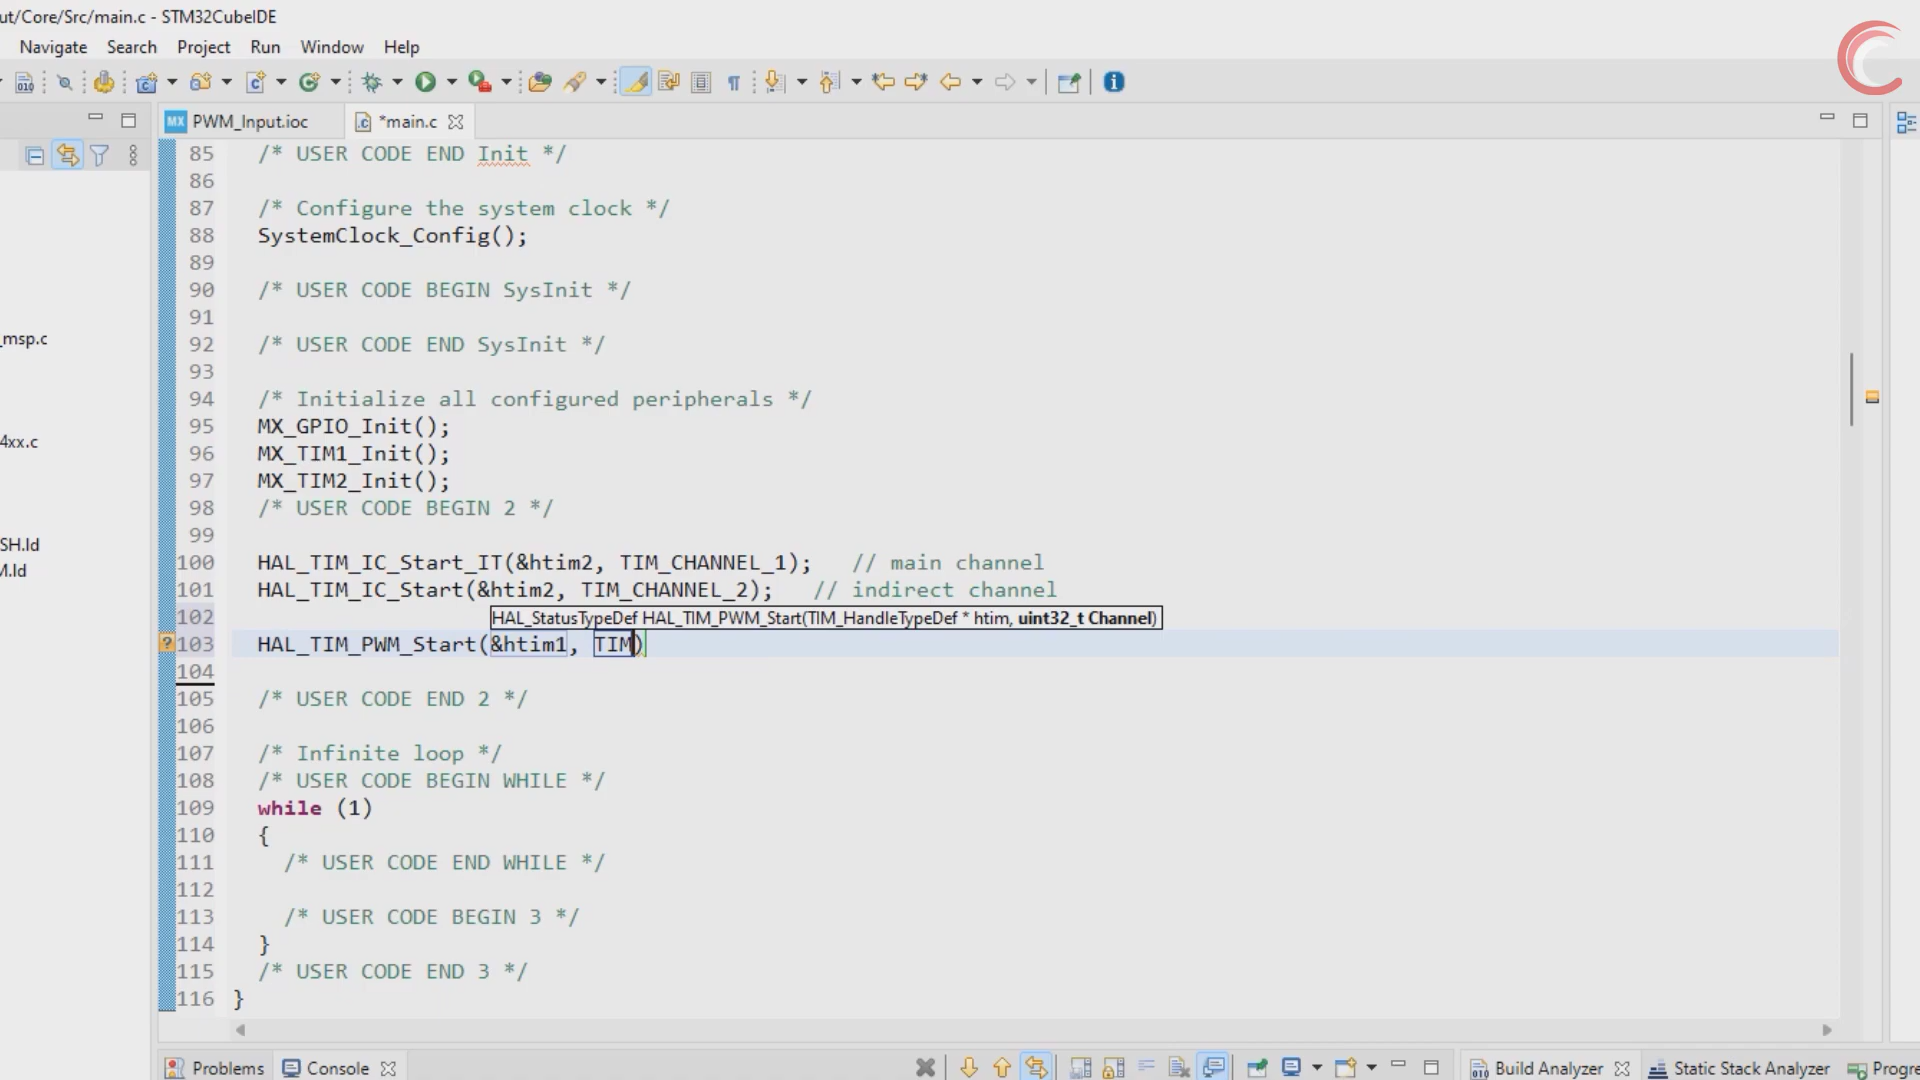 ut/Core/Src/main.c - STM32CubeIDE
Navigate Search Project Run Window Help
PWM_Input.ioc
*main.c
_msp.c
4xx.c
SH.ld
M.ld
85 /* USER CODE END Init */
86
87 /* Configure the system clock */
88 SystemClock_Config();
89
90 /* USER CODE BEGIN SysInit */
91
92 /* USER CODE END SysInit */
93
94 /* Initialize all configured peripherals */
95 MX_GPIO_Init();
96 MX_TIM1_Init();
97 MX_TIM2_Init();
98 /* USER CODE BEGIN 2 */
99
100 HAL_TIM_IC_Start_IT(&htim2, TIM_CHANNEL_1); // main channel
101 HAL_TIM_IC_Start(&htim2, TIM_CHANNEL_2); // indirect channel
102
HAL_StatusTypeDef HAL_TIM_PWM_Start(TIM_HandleTypeDef * htim, uint32_t Channel)
103 HAL_TIM_PWM_Start(&htim1, TIM)
104
105 /* USER CODE END 2 */
106
107 /* Infinite loop */
108 /* USER CODE BEGIN WHILE */
109 while (1)
110 {
111 /* USER CODE END WHILE */
112
113 /* USER CODE BEGIN 3 */
114 }
115 /* USER CODE END 3 */
116 }
Problems Console
Build Analyzer Static Stack Analyzer Progre